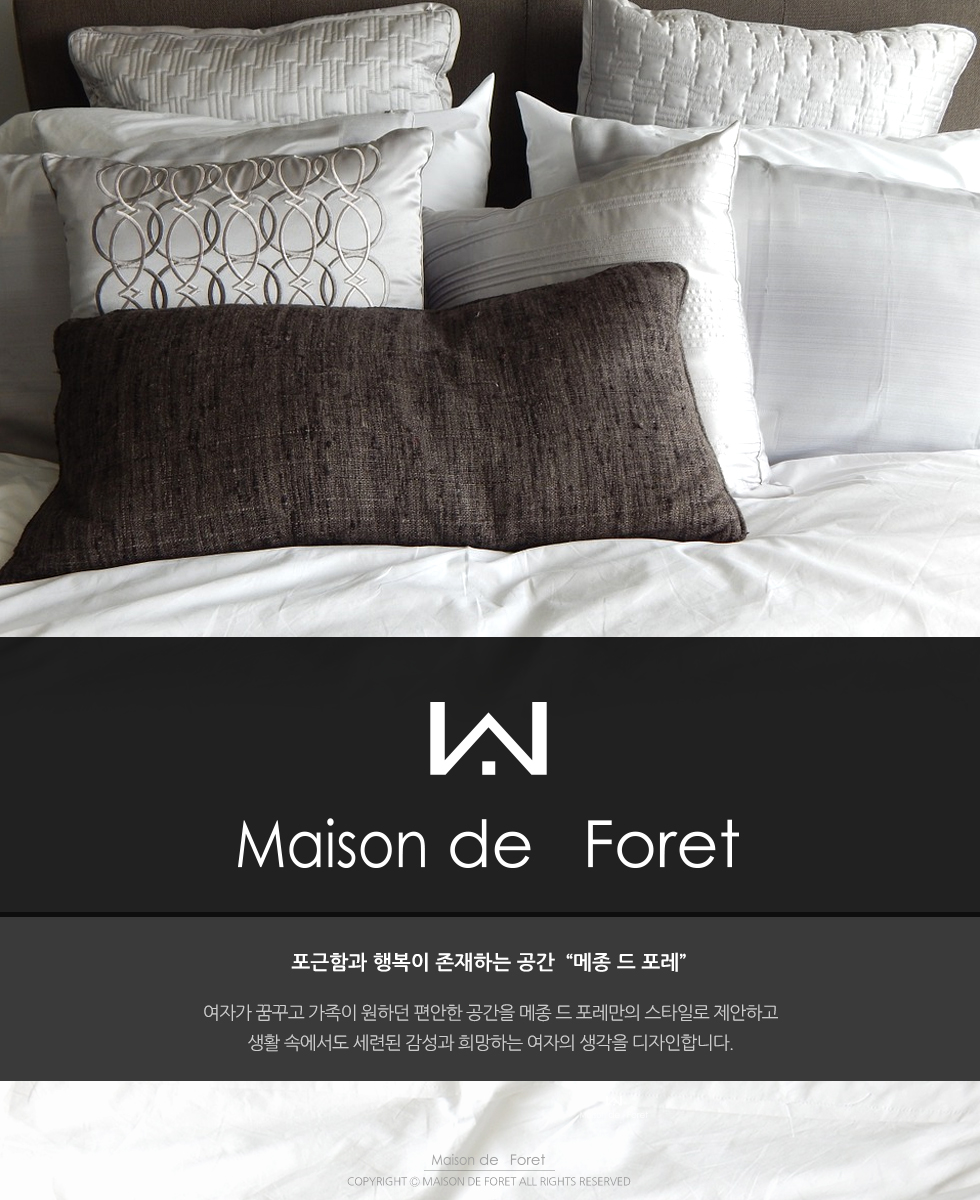 Maison de Foret
포근함과 행복이 존재하는 공간 “메종 드 포레”
여자가 꿈꾸고 가족이 원하던 편안한 공간을 메종 드 포레만의 스타일로 제안하고
생활 속에서도 세련된 감성과 희망하는 여자의 생각을 디자인합니다.
Maison de Foret
COPYRIGHT © MAISON DE FORET ALL RIGHTS RESERVED